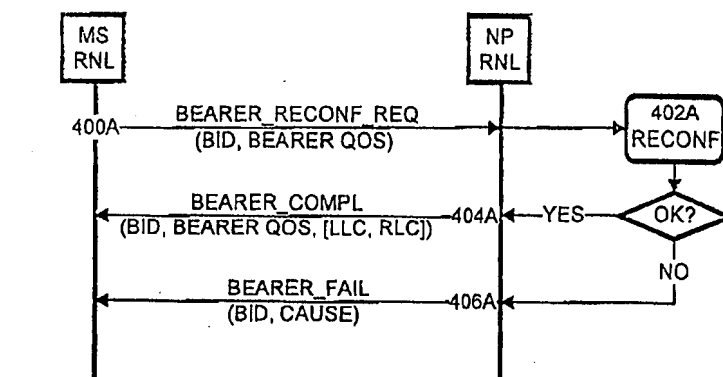 MS
RNL
NP
RNL
400A
BEARER_RECONF_REQ
(BID, BEARER QOS)
402A
RECONF
BEARER_COMPL
(BID, BEARER QOS, [LLC, RLC])
404A
YES
OK?
NO
BEARER_FAIL
(BID, CAUSE)
406A